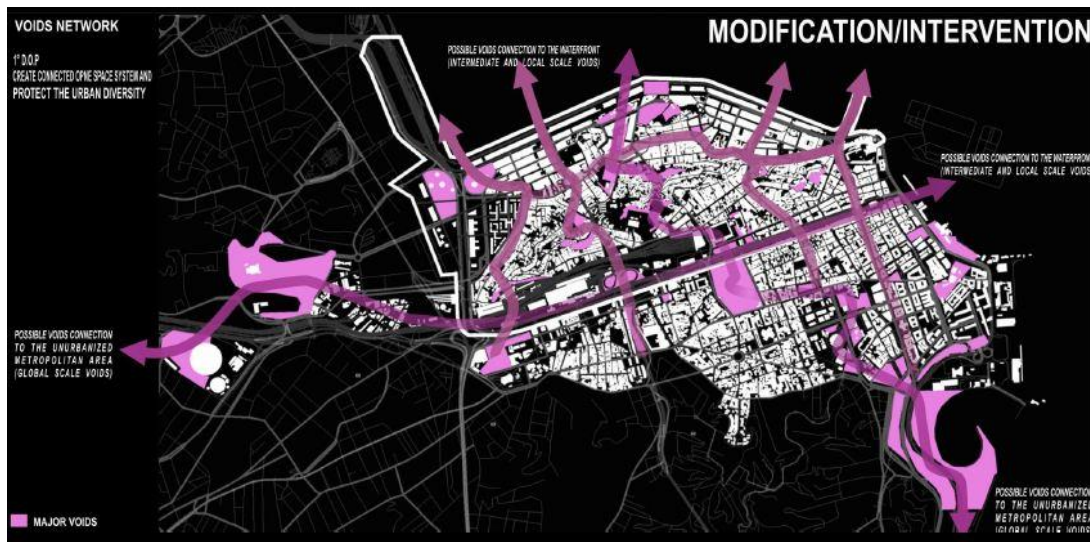 VOIDS NETWORK
1° D.O.P
CREATE CONNECTED OPNE SPACE SYSTEM AND
PROTECT THE URBAN DIVERSITY
MODIFICATION/INTERVENTION
POSSIBLE VOIDS CONNECTION TO THE WATERFRONT
(INTERMEDIATE AND LOCAL SCALE VOIDS)
POSSIBLE VOIDS CONNECTION TO THE WATERFRONT
(INTERMEDIATE AND LOCAL SCALE VOIDS)
POSSIBLE VOIDS CONNECTION
TO THE UNURBANIZED
METROPOLITAN AREA
(GLOBAL SCALE VOIDS)
POSSIBLE VOIDS CONNECTION
TO THE UNURBANIZED
METROPOLITAN AREA
(GLOBAL SCALE VOIDS)
MAJOR VOIDS